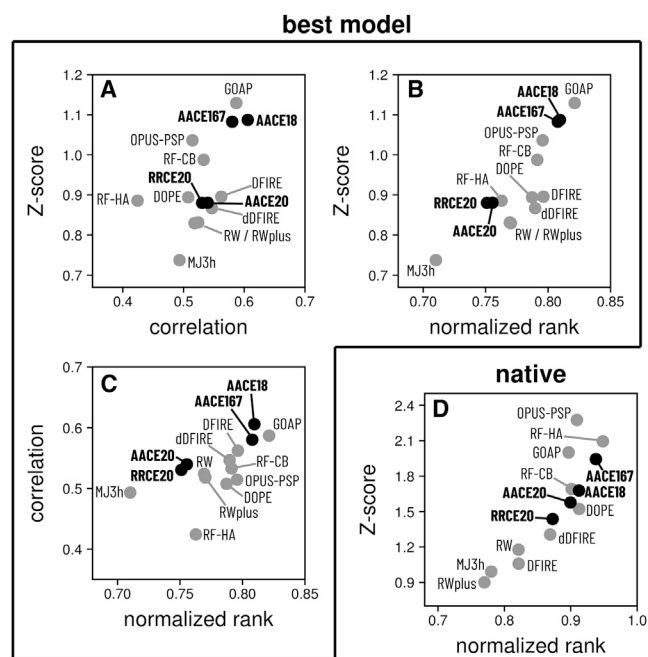 best model
A
1.2
1.1
1.0
0.9
0.8
0.7
Z-score
GOAP
AACE167
AACE18
OPUS-PSP
RF-CB
RRCE20
DOPE
DFIRE
RF-HA
AACE20
dDFIRE
RW / RWplus
MJ3h
0.4
0.5
0.6
0.7
correlation
B
1.2
1.1
1.0
0.9
0.8
0.7
Z-score
AACE18
GOAP
AACE167
OPUS-PSP
RF-CB
DOPE
RF-HA
DFIRE
RRCE20
dDFIRE
AACE20
RW / RWplus
MJ3h
0.70
0.75
0.80
0.85
normalized rank
C
0.7
0.6
0.5
0.4
correlation
AACE18
AACE167
DFIRE
GOAP
dDFIRE
AACE20
RW
RF-CB
RRCE20
OPUS-PSP
MJ3h
DOPE
RWplus
RF-HA
0.70
0.75
0.80
0.85
normalized rank
native
D
2.4
2.1
1.8
1.5
1.2
0.9
Z-score
OPUS-PSP
RF-HA
GOAP
RF-CB
AACE167
AACE20
AACE18
RRCE20
DOPE
dDFIRE
RW
MJ3h
DFIRE
RWplus
0.7
0.8
0.9
1.0
normalized rank